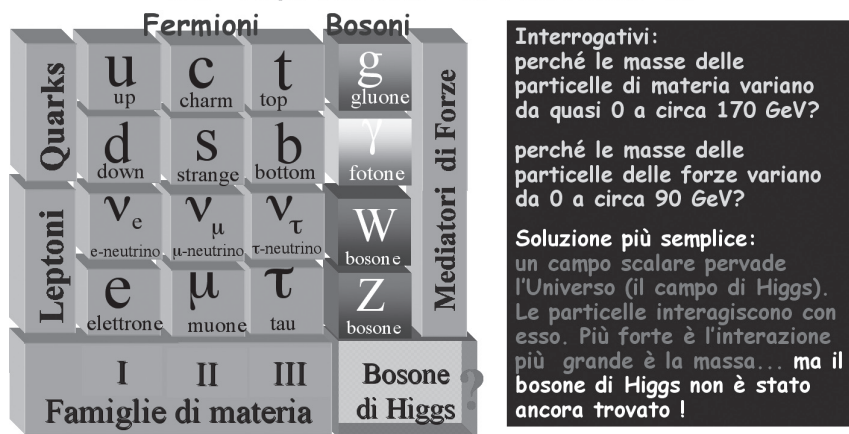 Fermioni
Bosoni
Quarks
u
up
c
charm
t
top
g
gluone
d
down
s
strange
b
bottom
γ
fotone
Leptoni
νe
e-neutrino
νμ
μ-neutrino
ντ
τ-neutrino
W
bosone
e
elettrone
μ
muone
τ
tau
Z
bosone
Mediatori di Forze
I
II
III
Famiglie di materia
Bosone
di Higgs
?
Interrogativi:
perché le masse delle
particelle di materia variano
da quasi 0 a circa 170 GeV?
perché le masse delle
particelle delle forze variano
da 0 a circa 90 GeV?
Soluzione più semplice:
un campo scalare pervade
l'Universo (il campo di Higgs).
Le particelle interagiscono con
esso. Più forte è l'interazione
più grande è la massa... ma il
bosone di Higgs non è stato
ancora trovato !